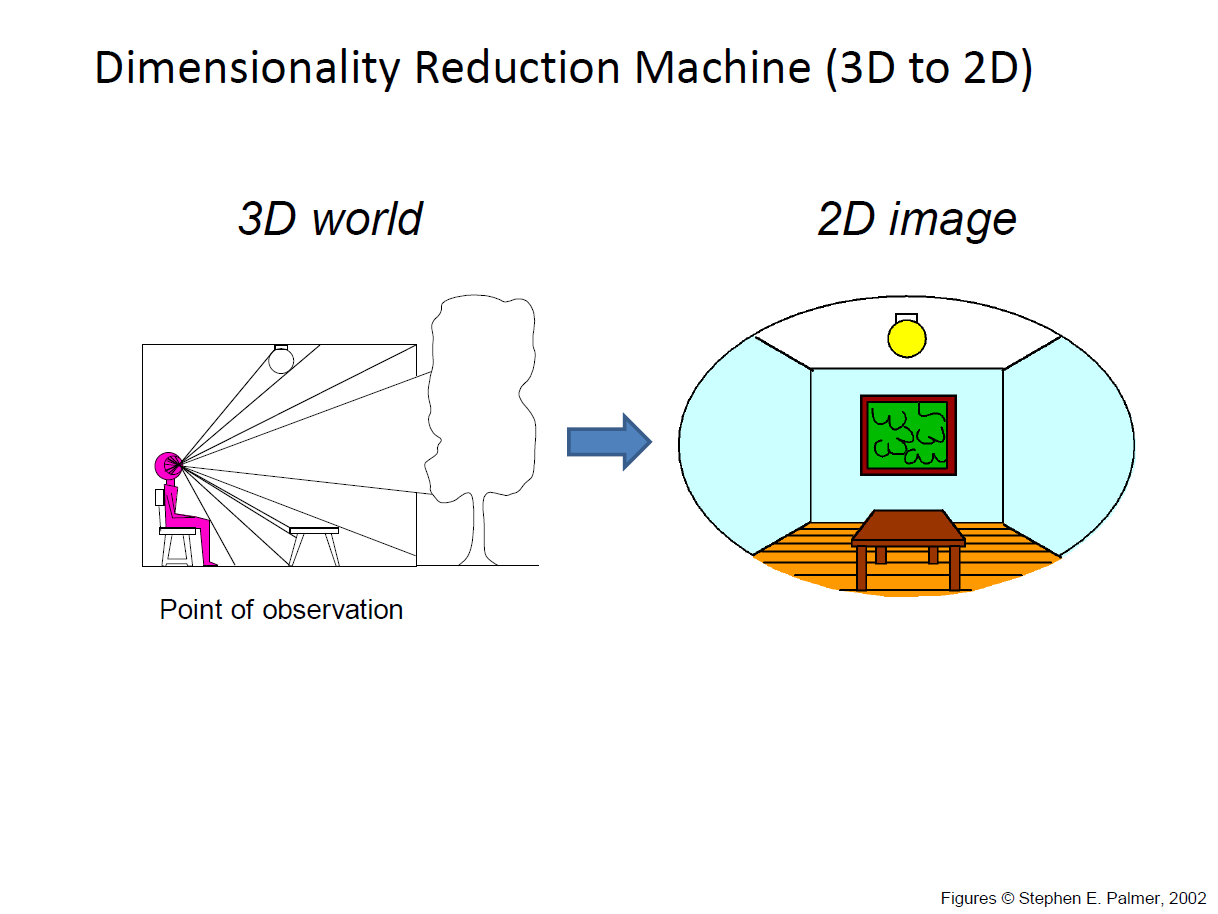 Dimensionality Reduction Machine (3D to 2D)
3D world
2D image
Point of observation
Figures © Stephen E. Palmer, 2002